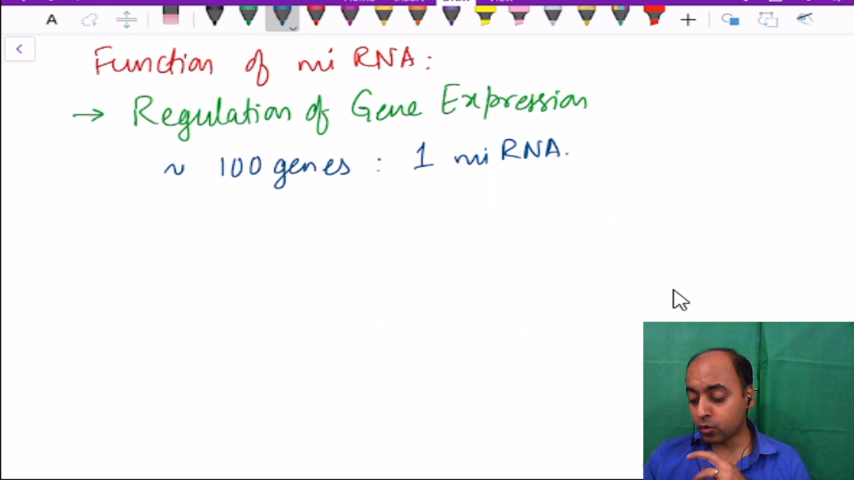 Function of mi RNA:
→ Regulation of Gene Expression
~ 100 genes : 1 mi RNA.